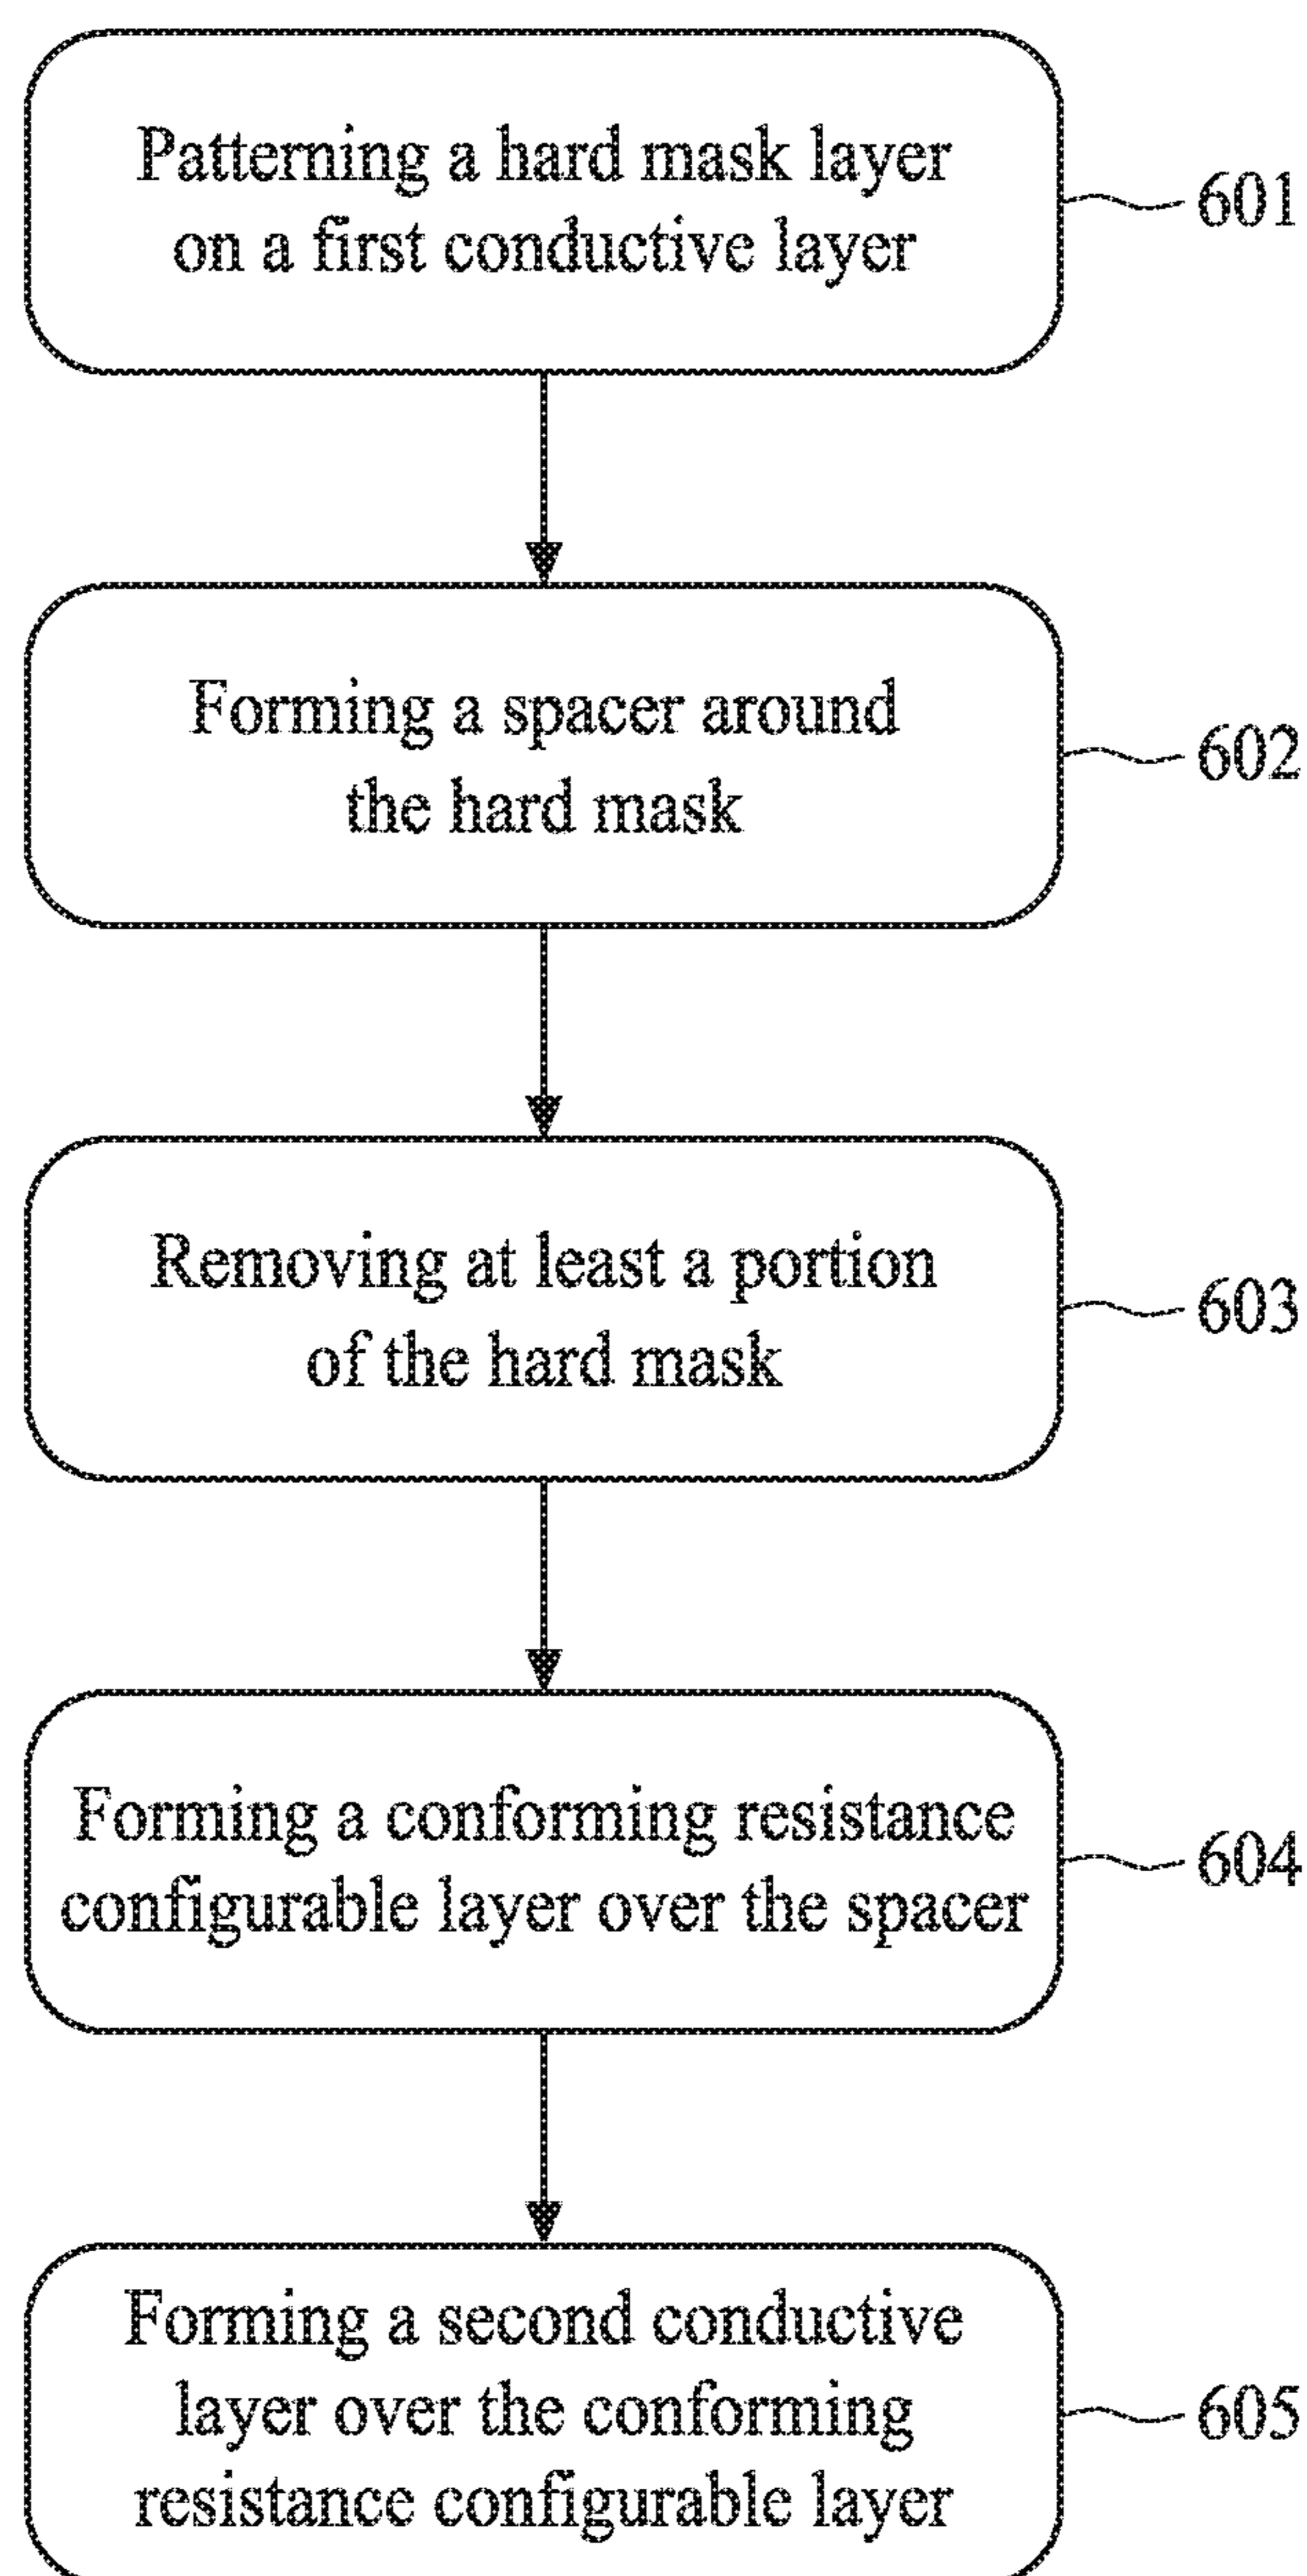 Patterning a hard mask layer
on a first conductive layer
601
Forming a spacer around
the hard mask
602
Removing at least a portion
of the hard mask
603
Forming a conforming resistance
configurable layer over the spacer
604
Forming a second conductive
layer over the conforming
resistance configurable layer
605